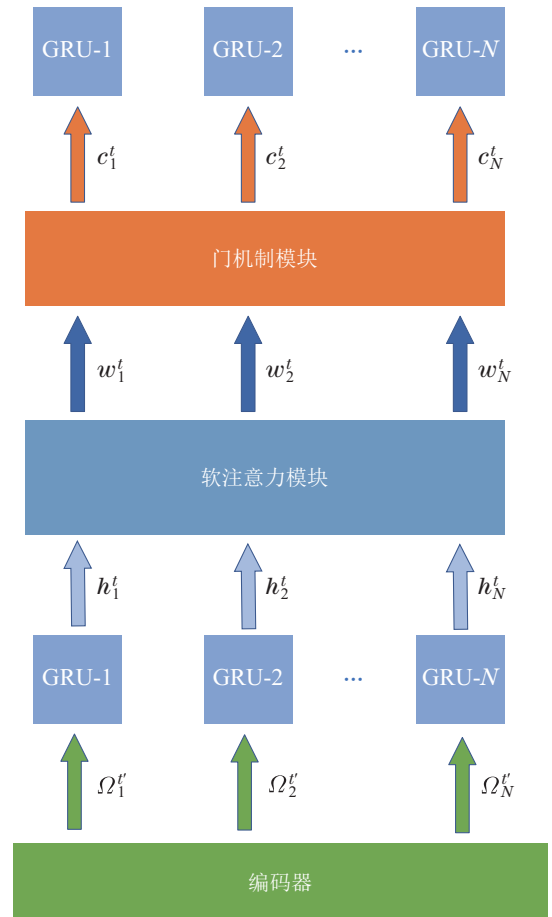 GRU-1 GRU-2 ... GRU-N
c_1^t c_2^t c_N^t
门机制模块
w_1^t w_2^t w_N^t
软注意力模块
h_1^t h_2^t h_N^t
GRU-1 GRU-2 ... GRU-N
Ω_1^{t'} Ω_2^{t'} Ω_N^{t'}
编码器